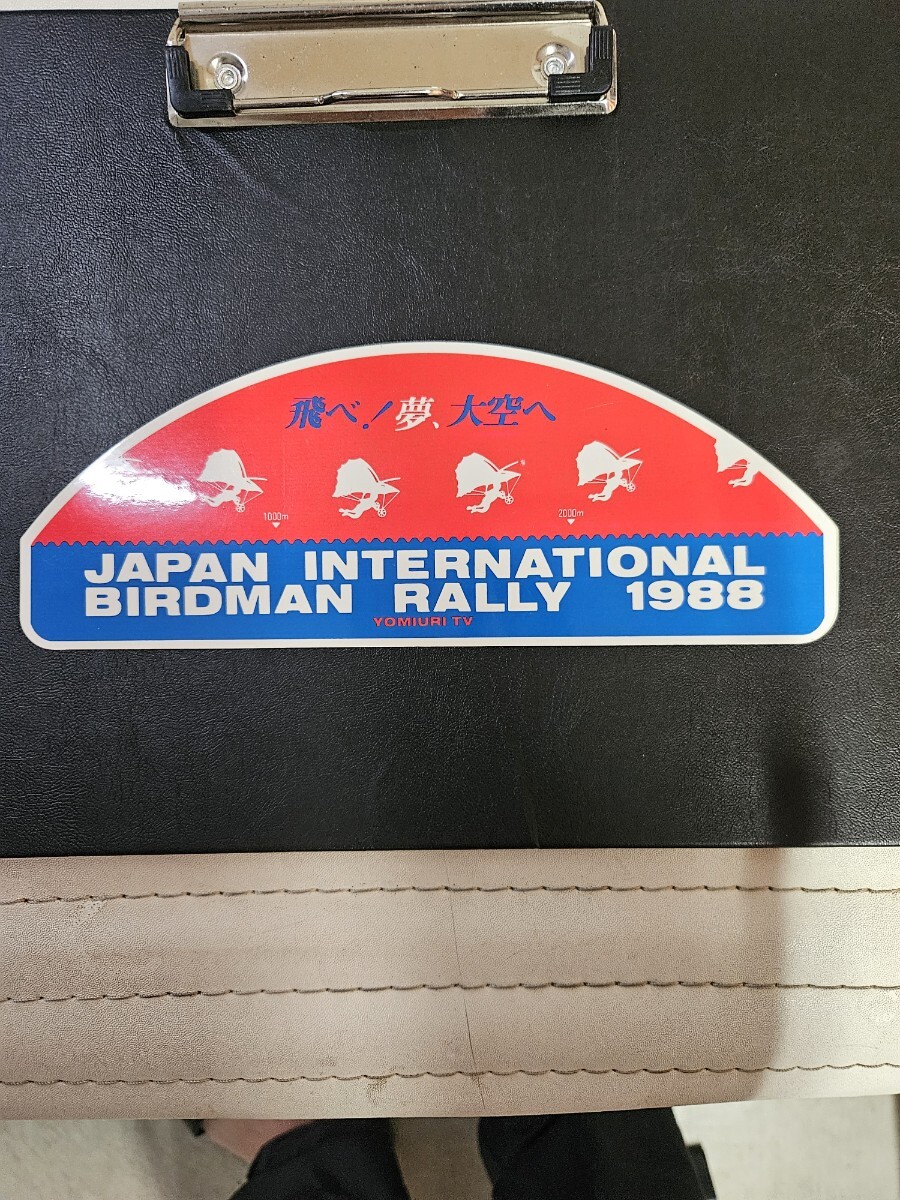 飛べ！夢、大空へ
1000m
2000m
JAPAN INTERNATIONAL
BIRDMAN RALLY 1988
YOMIURI TV